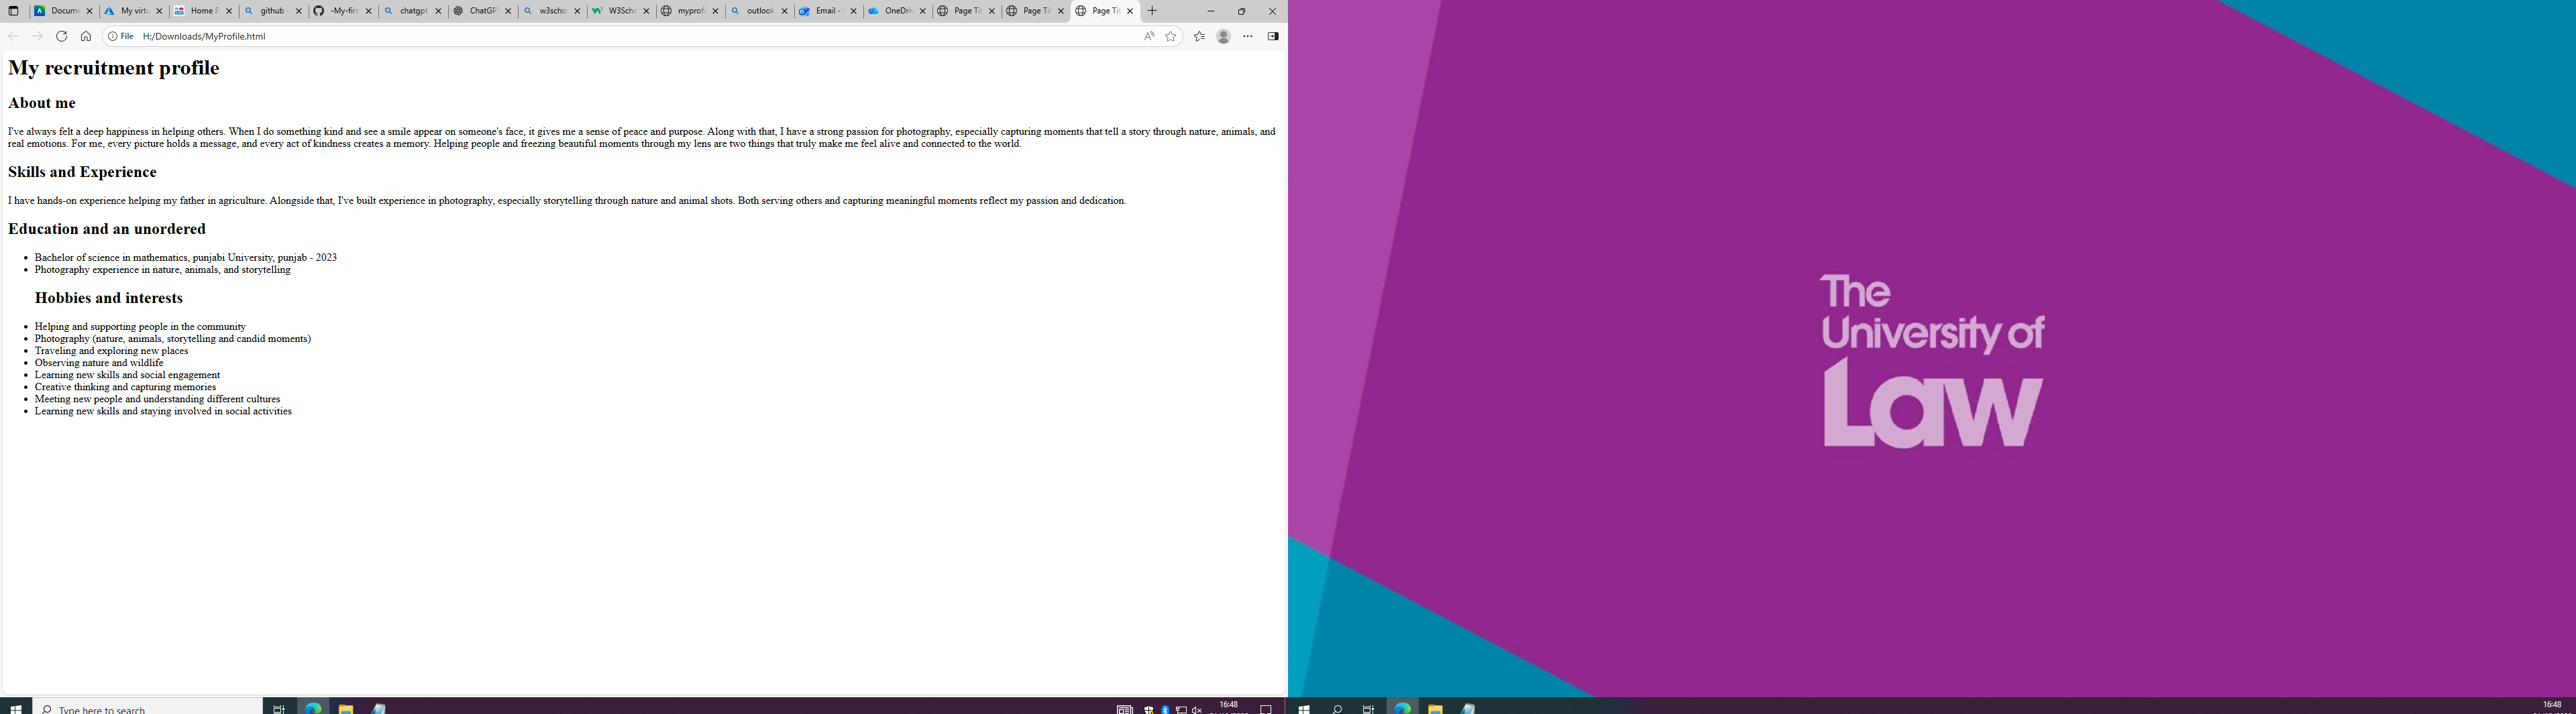 Docume
My virtu
Home P
github
-My-firs
chatgpt
ChatGP
w3scho
W3Scho
myprofi
outlook
Email -
OneDriv
Page Tit
Page Tit
Page Tit
File H:/Downloads/MyProfile.html
My recruitment profile
About me
I've always felt a deep happiness in helping others. When I do something kind and see a smile appear on someone's face, it gives me a sense of peace and purpose. Along with that, I have a strong passion for photography, especially capturing moments that tell a story through nature, animals, and
real emotions. For me, every picture holds a message, and every act of kindness creates a memory. Helping people and freezing beautiful moments through my lens are two things that truly make me feel alive and connected to the world.
Skills and Experience
I have hands-on experience helping my father in agriculture. Alongside that, I've built experience in photography, especially storytelling through nature and animal shots. Both serving others and capturing meaningful moments reflect my passion and dedication.
Education and an unordered
Bachelor of science in mathematics, punjabi University, punjab - 2023
Photography experience in nature, animals, and storytelling
Hobbies and interests
Helping and supporting people in the community
Photography (nature, animals, storytelling and candid moments)
Traveling and exploring new places
Observing nature and wildlife
Learning new skills and social engagement
Creative thinking and capturing memories
Meeting new people and understanding different cultures
Learning new skills and staying involved in social activities
Type here to search
16:48
The
University of
Law
16:48